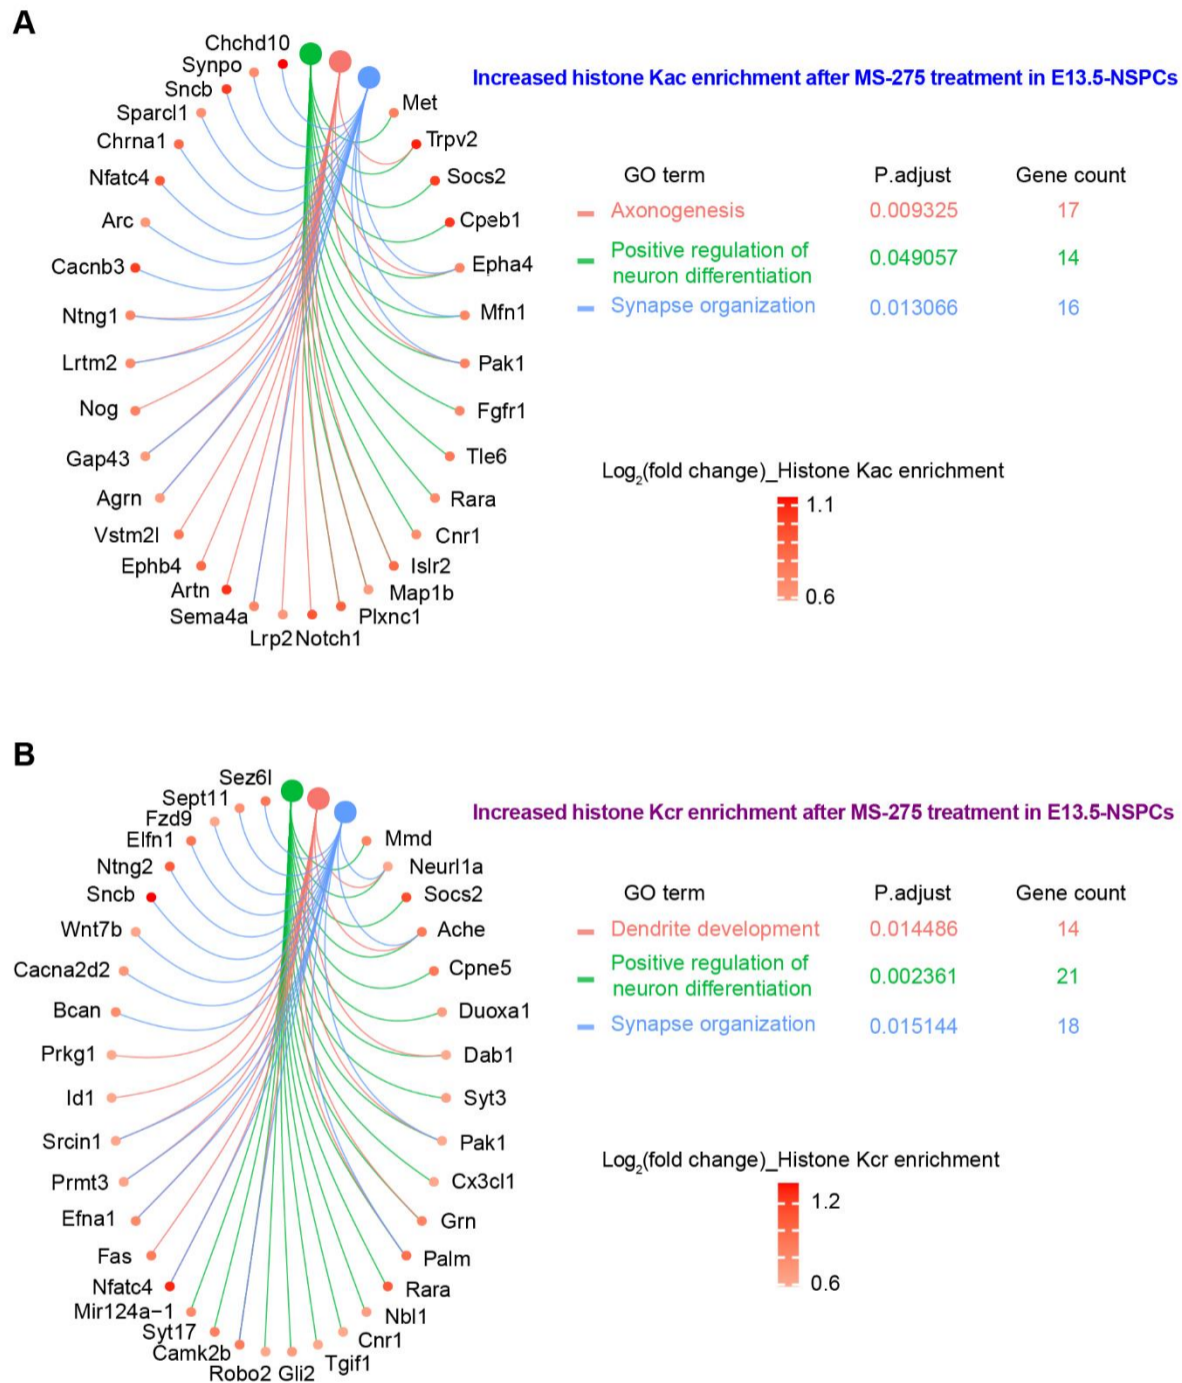 A
Increased histone Kac enrichment after MS-275 treatment in E13.5-NSPCs
Chchd10
Synpo
Sncb
Sparcl1
Chrna1
Nfatc4
Arc
Cacnb3
Ntng1
Lrtm2
Nog
Gap43
Agrn
Vstm2l
Ephb4
Artn
Sema4a
Lrp2
Notch1
Plxnc1
Map1b
Islr2
Cnr1
Rara
Tle6
Fgfr1
Pak1
Mfn1
Epha4
Cpeb1
Socs2
Trpv2
Met
GO term P.adjust Gene count
Axonogenesis 0.009325 17
Positive regulation of
neuron differentiation 0.049057 14
Synapse organization 0.013066 16
Log2(fold change)_Histone Kac enrichment
1.1
0.6
B
Increased histone Kcr enrichment after MS-275 treatment in E13.5-NSPCs
Sez6l
Sept11
Fzd9
Elfn1
Ntng2
Sncb
Wnt7b
Cacna2d2
Bcan
Prkg1
Id1
Srcin1
Prmt3
Efna1
Fas
Nfatc4
Mir124a−1
Syt17
Camk2b
Robo2
Gli2
Tgif1
Cnr1
Nbl1
Rara
Palm
Grn
Cx3cl1
Pak1
Syt3
Dab1
Duoxa1
Cpne5
Ache
Socs2
Neurl1a
Mmd
GO term P.adjust Gene count
Dendrite development 0.014486 14
Positive regulation of
neuron differentiation 0.002361 21
Synapse organization 0.015144 18
Log2(fold change)_Histone Kcr enrichment
1.2
0.6